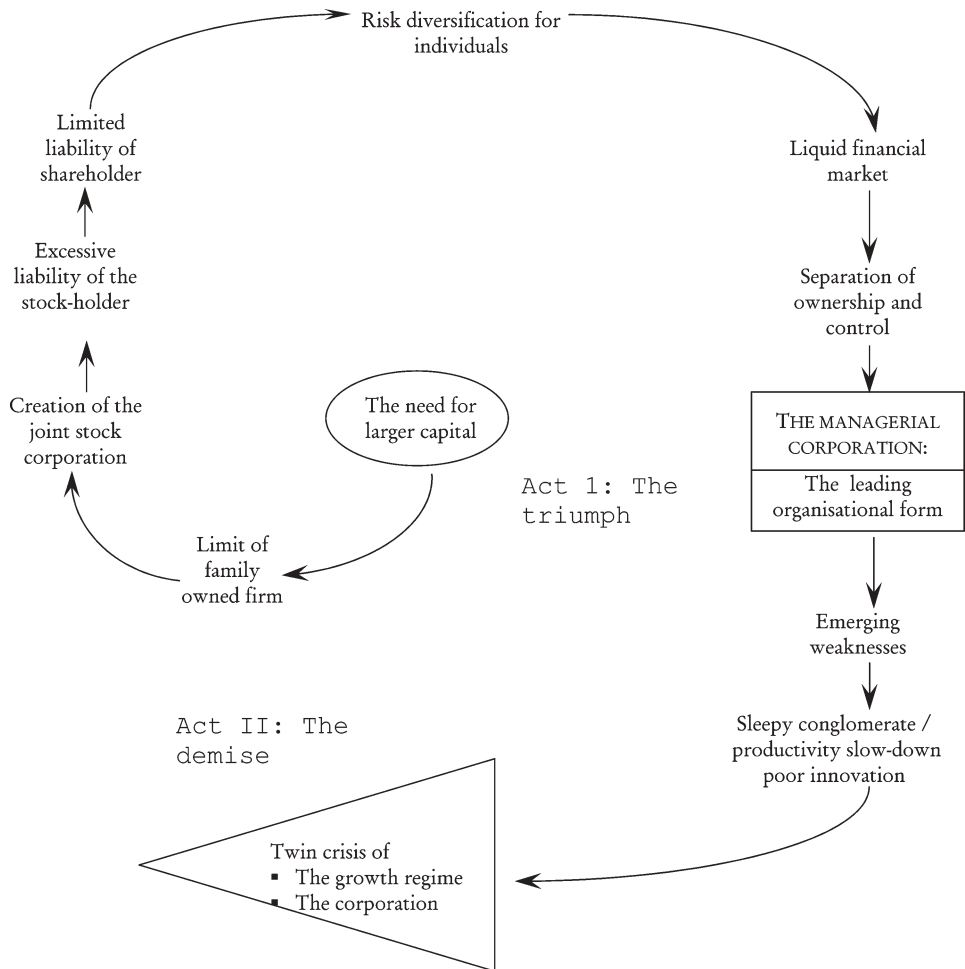 Risk diversification for
individuals
Limited
liability of
shareholder
Liquid financial
market
Excessive
liability of the
stock-holder
Separation of
ownership and
control
Creation of the
joint stock
corporation
The need for
larger capital
THE MANAGERIAL
CORPORATION:
The leading
organisational form
Act 1: The
triumph
Limit of
family
owned firm
Emerging
weaknesses
Act II: The
demise
Sleepy conglomerate /
productivity slow-down
poor innovation
Twin crisis of
▪ The growth regime
▪ The corporation